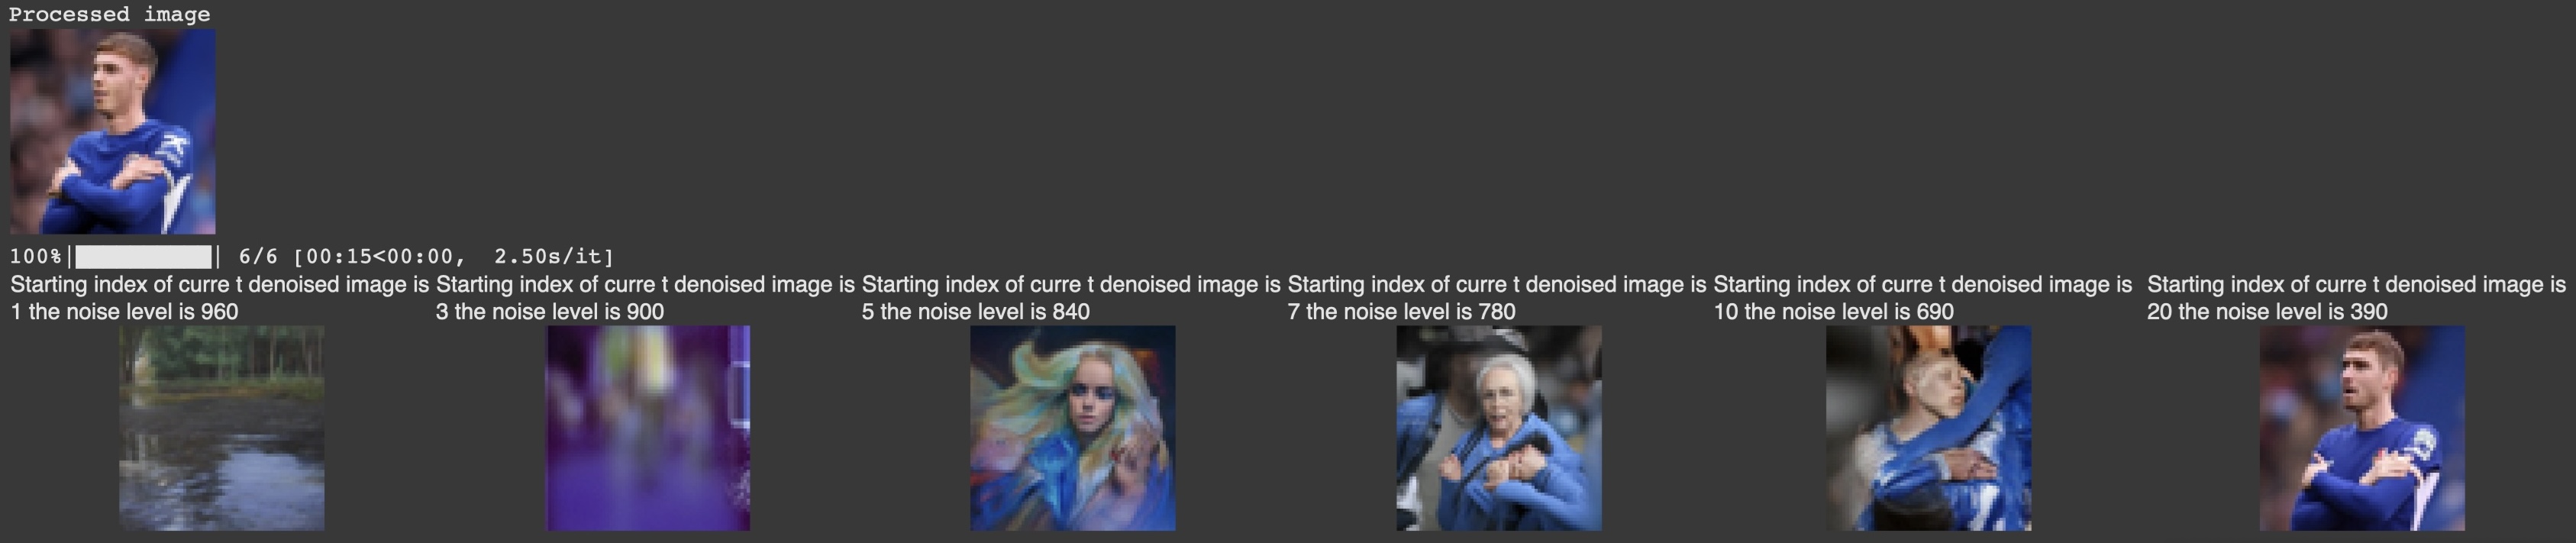 Processed image
100%| | 6/6 [00:15<00:00, 2.50s/it]
Starting index of curre t denoised image is
1 the noise level is 960
Starting index of curre t denoised image is
3 the noise level is 900
Starting index of curre t denoised image is
5 the noise level is 840
Starting index of curre t denoised image is
7 the noise level is 780
Starting index of curre t denoised image is
10 the noise level is 690
Starting index of curre t denoised image is
20 the noise level is 390